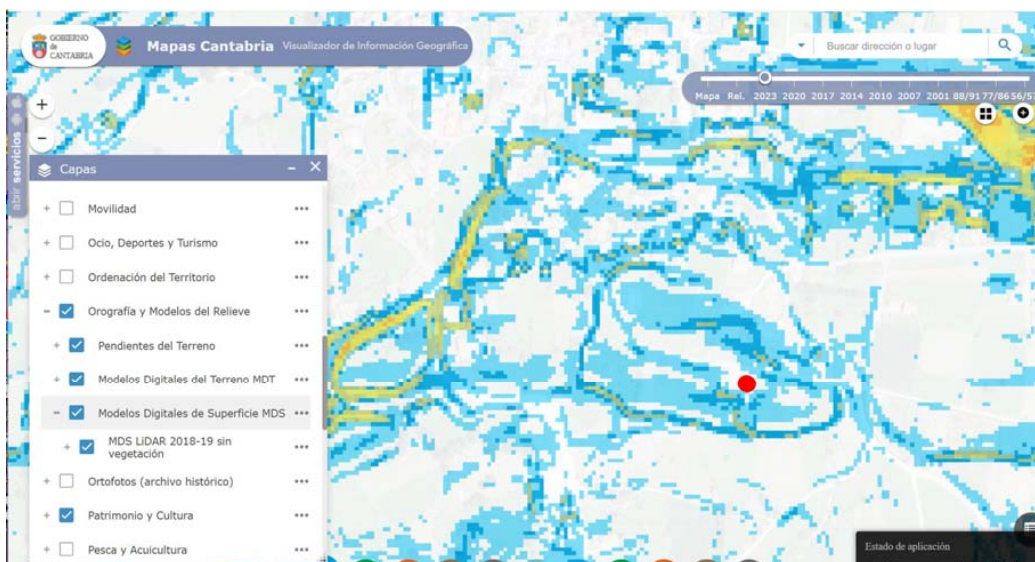 GOBIERNO
de
CANTABRIA
Mapas Cantabria Visualizador de Información Geográfica
Buscar dirección o lugar
Mapa Rel. 2023 2020 2017 2014 2010 2007 2001 88/91 77/86 56/57
abrir servicios
+
−
Capas
Movilidad
Ocio, Deportes y Turismo
Ordenación del Territorio
Orografía y Modelos del Relieve
Pendientes del Terreno
Modelos Digitales del Terreno MDT
Modelos Digitales de Superficie MDS
MDS LiDAR 2018-19 sin
vegetación
Ortofotos (archivo histórico)
Patrimonio y Cultura
Pesca y Acuicultura
Estado de aplicación